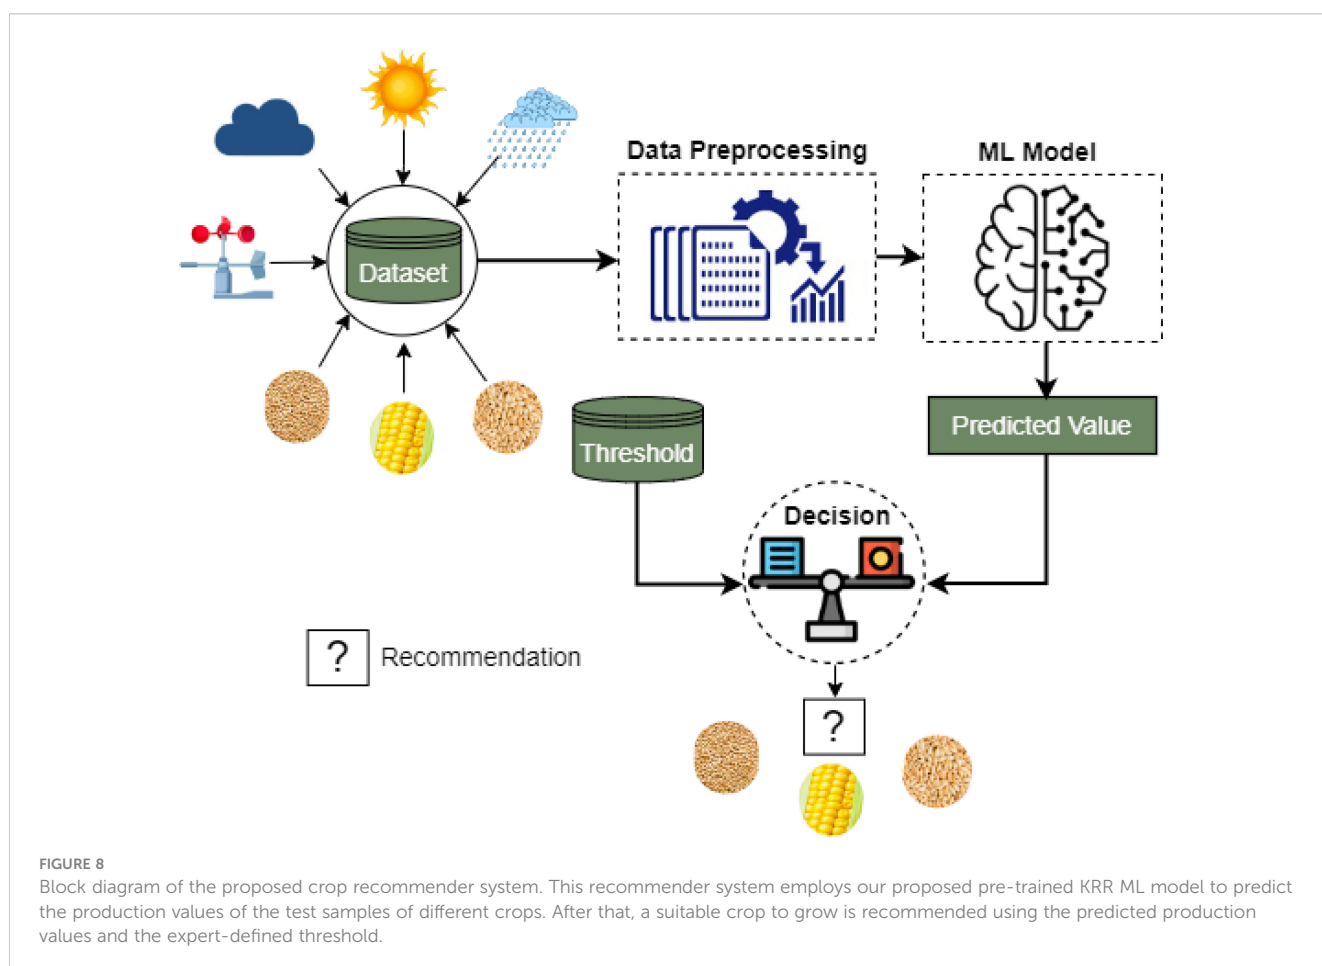 Data Preprocessing
ML Model
Dataset
Threshold
Predicted Value
Decision
? Recommendation
?
FIGURE 8
Block diagram of the proposed crop recommender system. This recommender system employs our proposed pre-trained KRR ML model to predict
the production values of the test samples of different crops. After that, a suitable crop to grow is recommended using the predicted production
values and the expert-defined threshold.